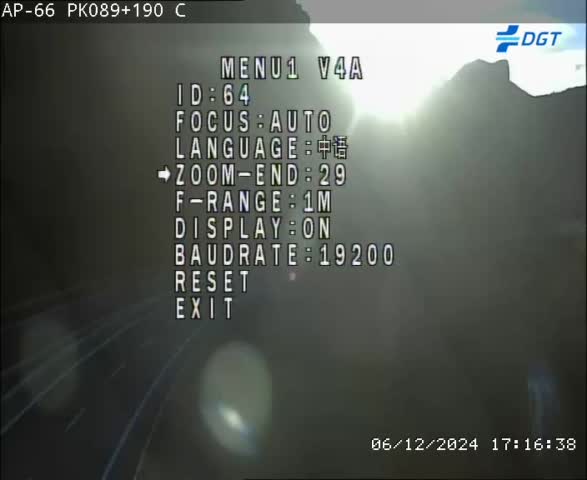 AP-66 PK089+190 C
DGT
MENU1 V4A
ID:64
FOCUS:AUTO
LANGUAGE:中语
ZOOM-END:29
F-RANGE:1M
DISPLAY:ON
BAUDRATE:19200
RESET
EXIT
06/12/2024 17:16:38